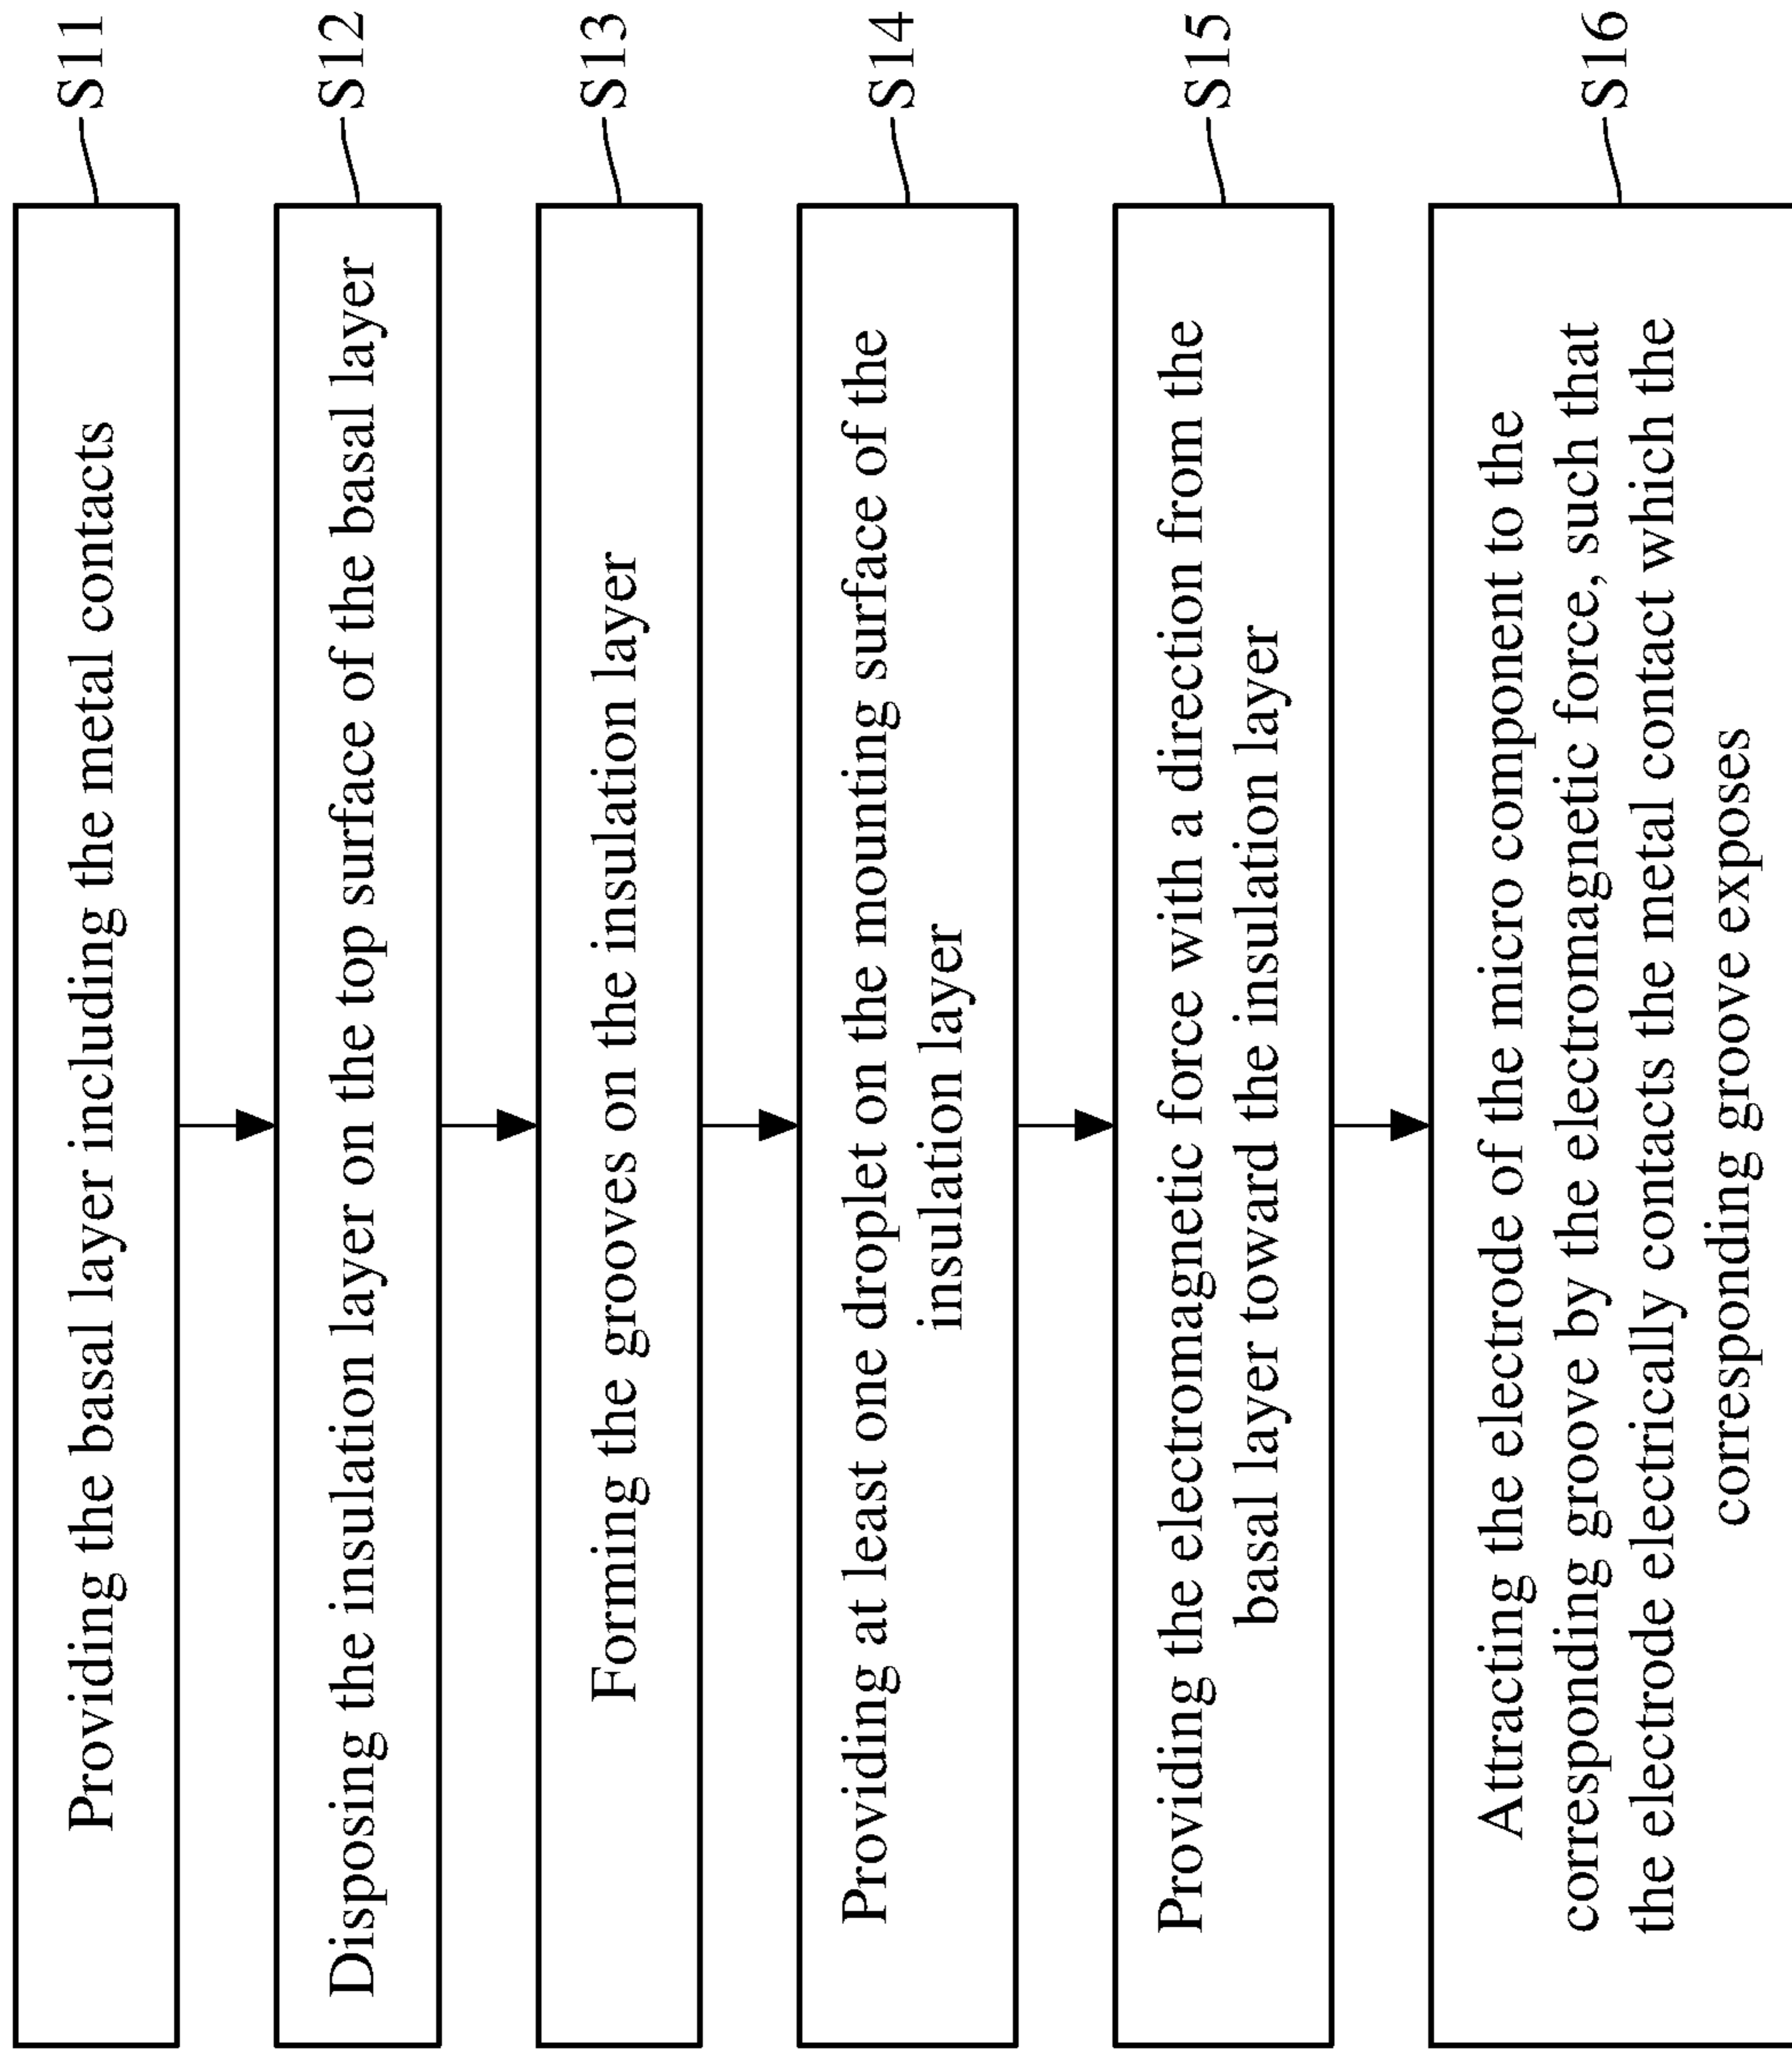 Providing the basal layer including the metal contacts
S11
Disposing the insulation layer on the top surface of the basal layer
S12
Forming the grooves on the insulation layer
S13
Providing at least one droplet on the mounting surface of the
insulation layer
S14
Providing the electromagnetic force with a direction from the
basal layer toward the insulation layer
S15
Attracting the electrode of the micro component to the
corresponding groove by the electromagnetic force, such that
the electrode electrically contacts the metal contact which the
corresponding groove exposes
S16